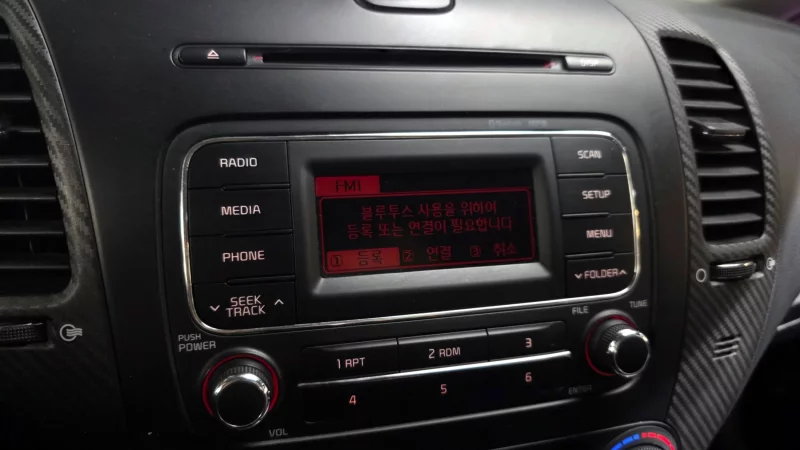 DISP
RADIO
MEDIA
PHONE
SEEK
TRACK
FM1
블루투스 사용을 위하여
등록 또는 연결이 필요합니다
① 등록 ② 연결 ③ 취소
SCAN
SETUP
MENU
FOLDER
PUSH
POWER
VOL
1 RPT
2 RDM
3
4
5
6
FILE
TUNE
ENTER